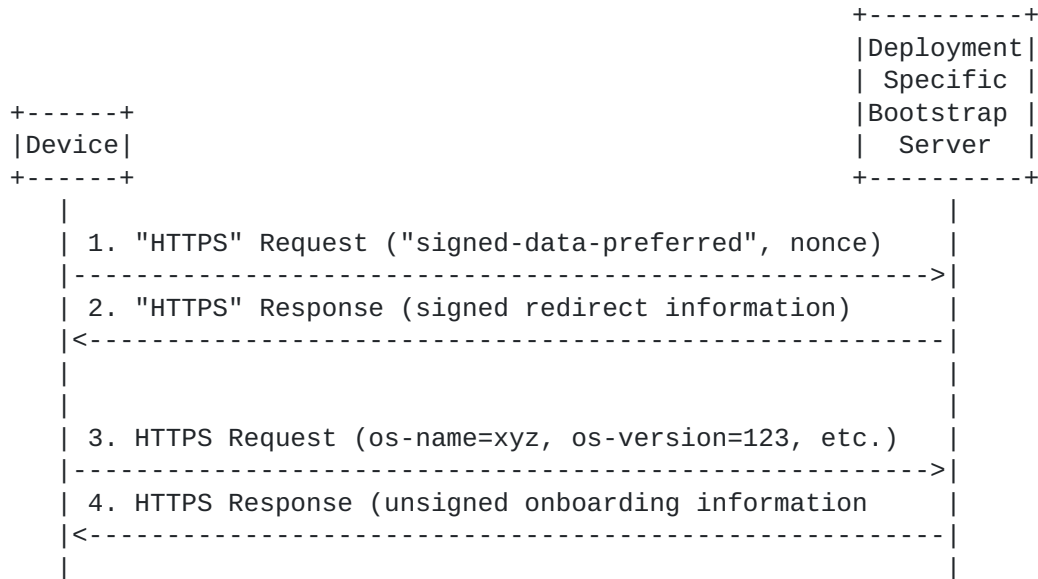 +----------+
|Deployment|
| Specific |
+------+ |Bootstrap |
|Device| | Server |
+------+ +----------+
| |
| 1. "HTTPS" Request ("signed-data-preferred", nonce) |
|------------------------------------------------------->|
| 2. "HTTPS" Response (signed redirect information) |
|<-------------------------------------------------------|
| |
| |
| 3. HTTPS Request (os-name=xyz, os-version=123, etc.) |
|------------------------------------------------------->|
| 4. HTTPS Response (unsigned onboarding information |
|<-------------------------------------------------------|
| |